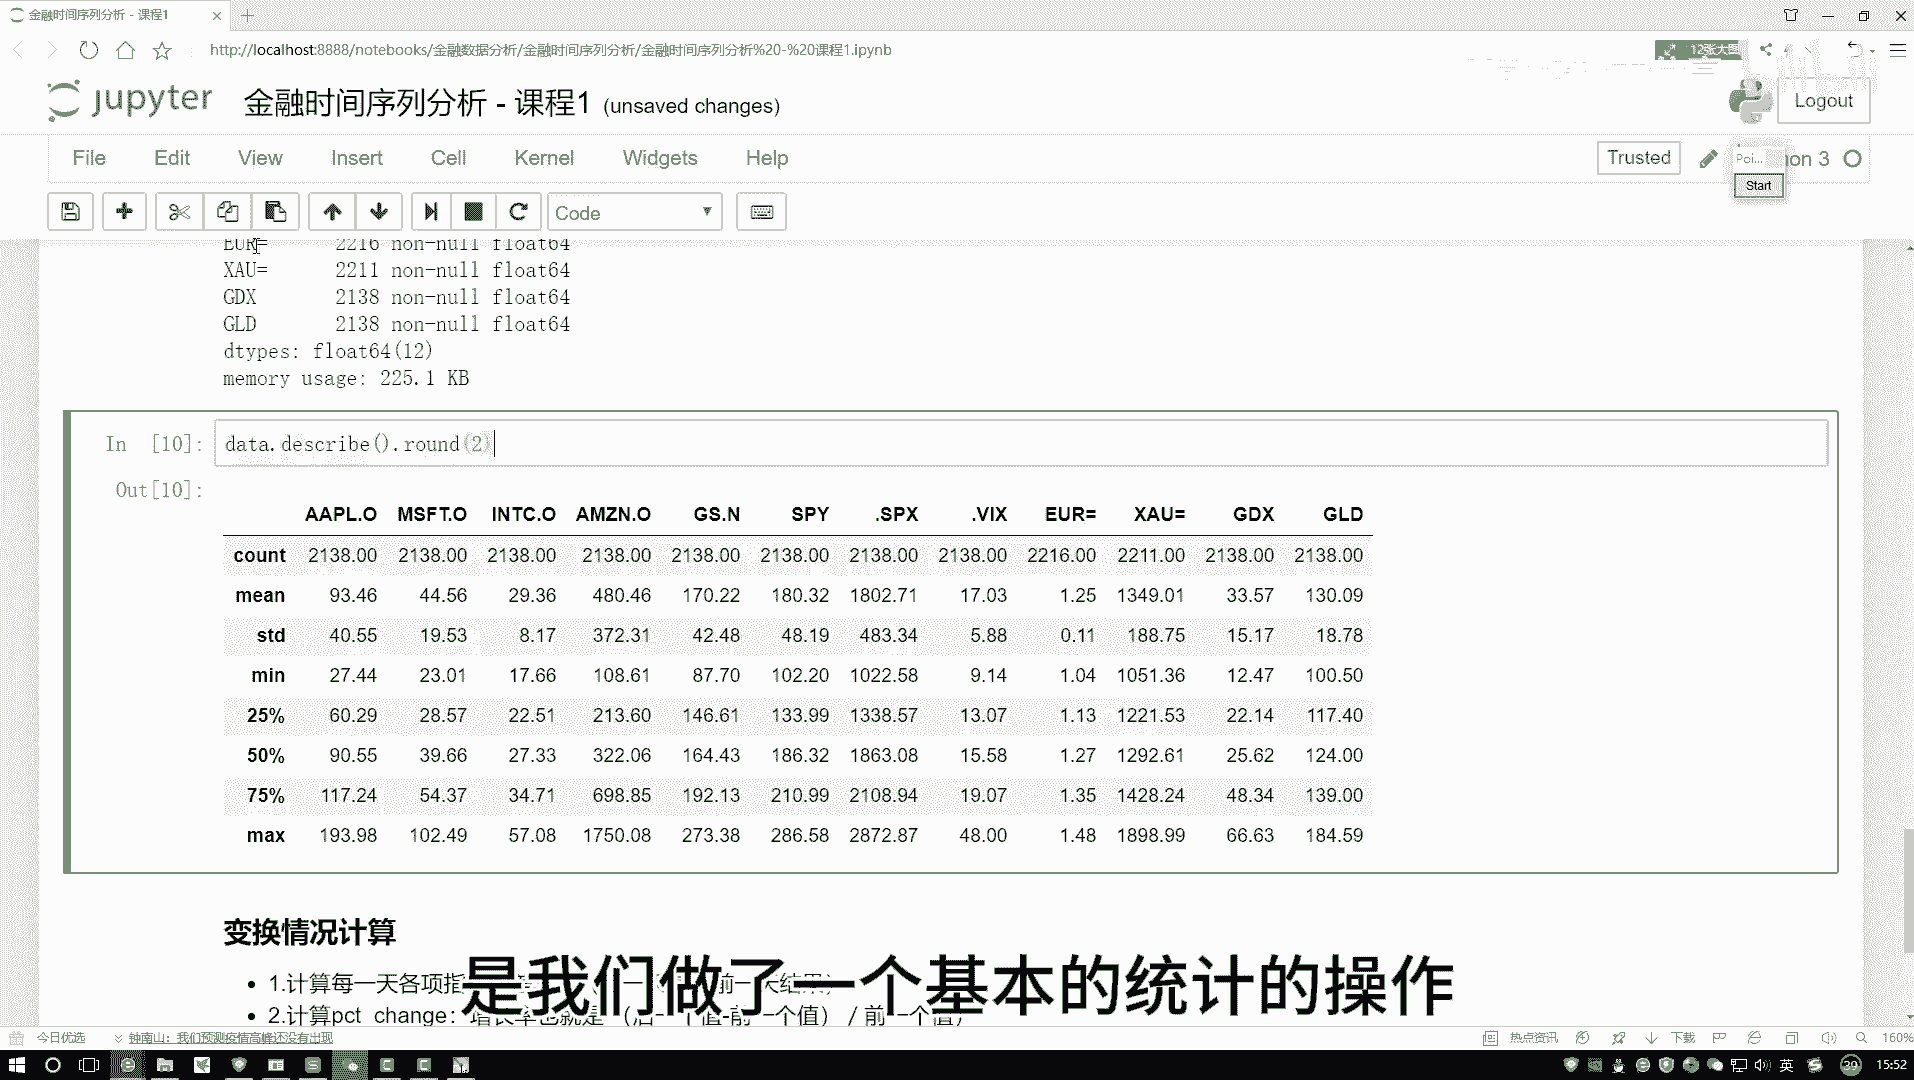 金融时间序列分析 - 课程1
http://localhost:8888/notebooks/金融数据分析/金融时间序列分析/金融时间序列分析%20-%20课程1.ipynb
12张大图
jupyter 金融时间序列分析 - 课程1 (unsaved changes)
Logout
File Edit View Insert Cell Kernel Widgets Help
Trusted
Poi...
on 3
Start
Code
EUR= 2216 non-null float64
XAU= 2211 non-null float64
GDX 2138 non-null float64
GLD 2138 non-null float64
dtypes: float64(12)
memory usage: 225.1 KB
In [10]: data.describe().round(2)
Out[10]:
AAPL.O MSFT.O INTC.O AMZN.O GS.N SPY .SPX .VIX EUR= XAU= GDX GLD
count 2138.00 2138.00 2138.00 2138.00 2138.00 2138.00 2138.00 2138.00 2216.00 2211.00 2138.00 2138.00
mean 93.46 44.56 29.36 480.46 170.22 180.32 1802.71 17.03 1.25 1349.01 33.57 130.09
std 40.55 19.53 8.17 372.31 42.48 48.19 483.34 5.88 0.11 188.75 15.17 18.78
min 27.44 23.01 17.66 108.61 87.70 102.20 1022.58 9.14 1.04 1051.36 12.47 100.50
25% 60.29 28.57 22.51 213.60 146.61 133.99 1338.57 13.07 1.13 1221.53 22.14 117.40
50% 90.55 39.66 27.33 322.06 164.43 186.32 1863.08 15.58 1.27 1292.61 25.62 124.00
75% 117.24 54.37 34.71 698.85 192.13 210.99 2108.94 19.07 1.35 1428.24 48.34 139.00
max 193.98 102.49 57.08 1750.08 273.38 286.58 2872.87 48.00 1.48 1898.99 66.63 184.59
变换情况计算
1.计算每一天各项指
是我们做了一个基本的统计的操作
2.计算pct_change：增长率也就是（后一个值-前一个值）/ 前一个值）
今日优选
钟南山：我们预测疫情高峰还没有出现
热点资讯
下载
160%
英
39
15:52